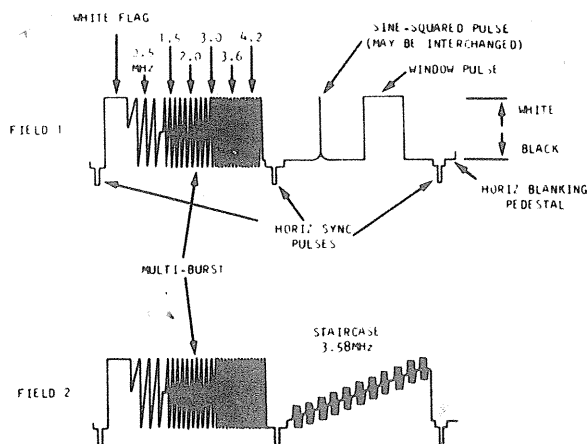 WHITE FLAG
1.5 3.0 4.2
.5 2.0 3.6
MHZ
SINE-SQUARED PULSE
(MAY BE INTERCHANGED)
WINDOW PULSE
FIELD 1
WHITE
BLACK
HORIZ BLANKING
PEDESTAL
HORIZ SYNC
PULSES
MULTI-BURST
STAIRCASE
3.58MHz
FIELD 2